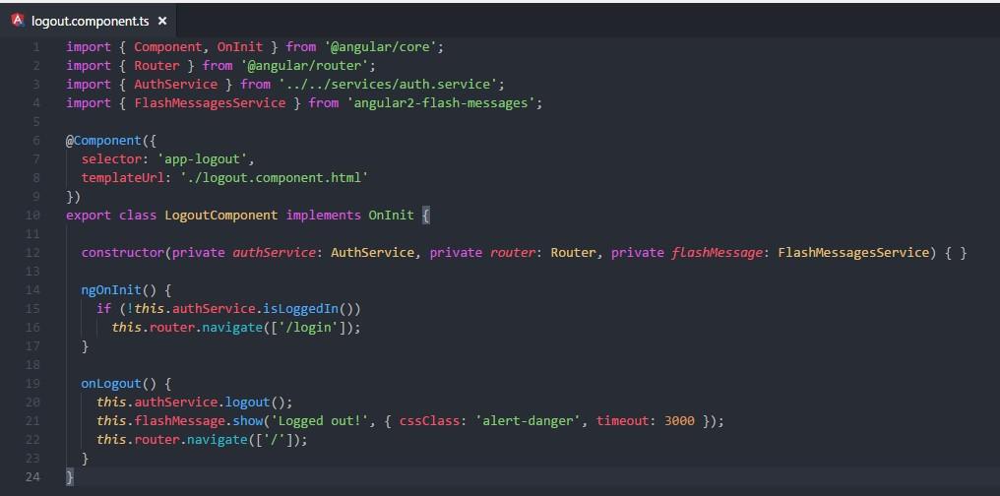 logout.component.ts ×
1 import { Component, OnInit } from '@angular/core';
2 import { Router } from '@angular/router';
3 import { AuthService } from '../../services/auth.service';
4 import { FlashMessagesService } from 'angular2-flash-messages';
5
6 @Component({
7   selector: 'app-logout',
8   templateUrl: './logout.component.html'
9 })
10 export class LogoutComponent implements OnInit {
11
12   constructor(private authService: AuthService, private router: Router, private flashMessage: FlashMessagesService) { }
13
14   ngOnInit() {
15     if (!this.authService.isLoggedIn())
16       this.router.navigate(['/login']);
17   }
18
19   onLogout() {
20     this.authService.logout();
21     this.flashMessage.show('Logged out!', { cssClass: 'alert-danger', timeout: 3000 });
22     this.router.navigate(['/']);
23   }
24 }